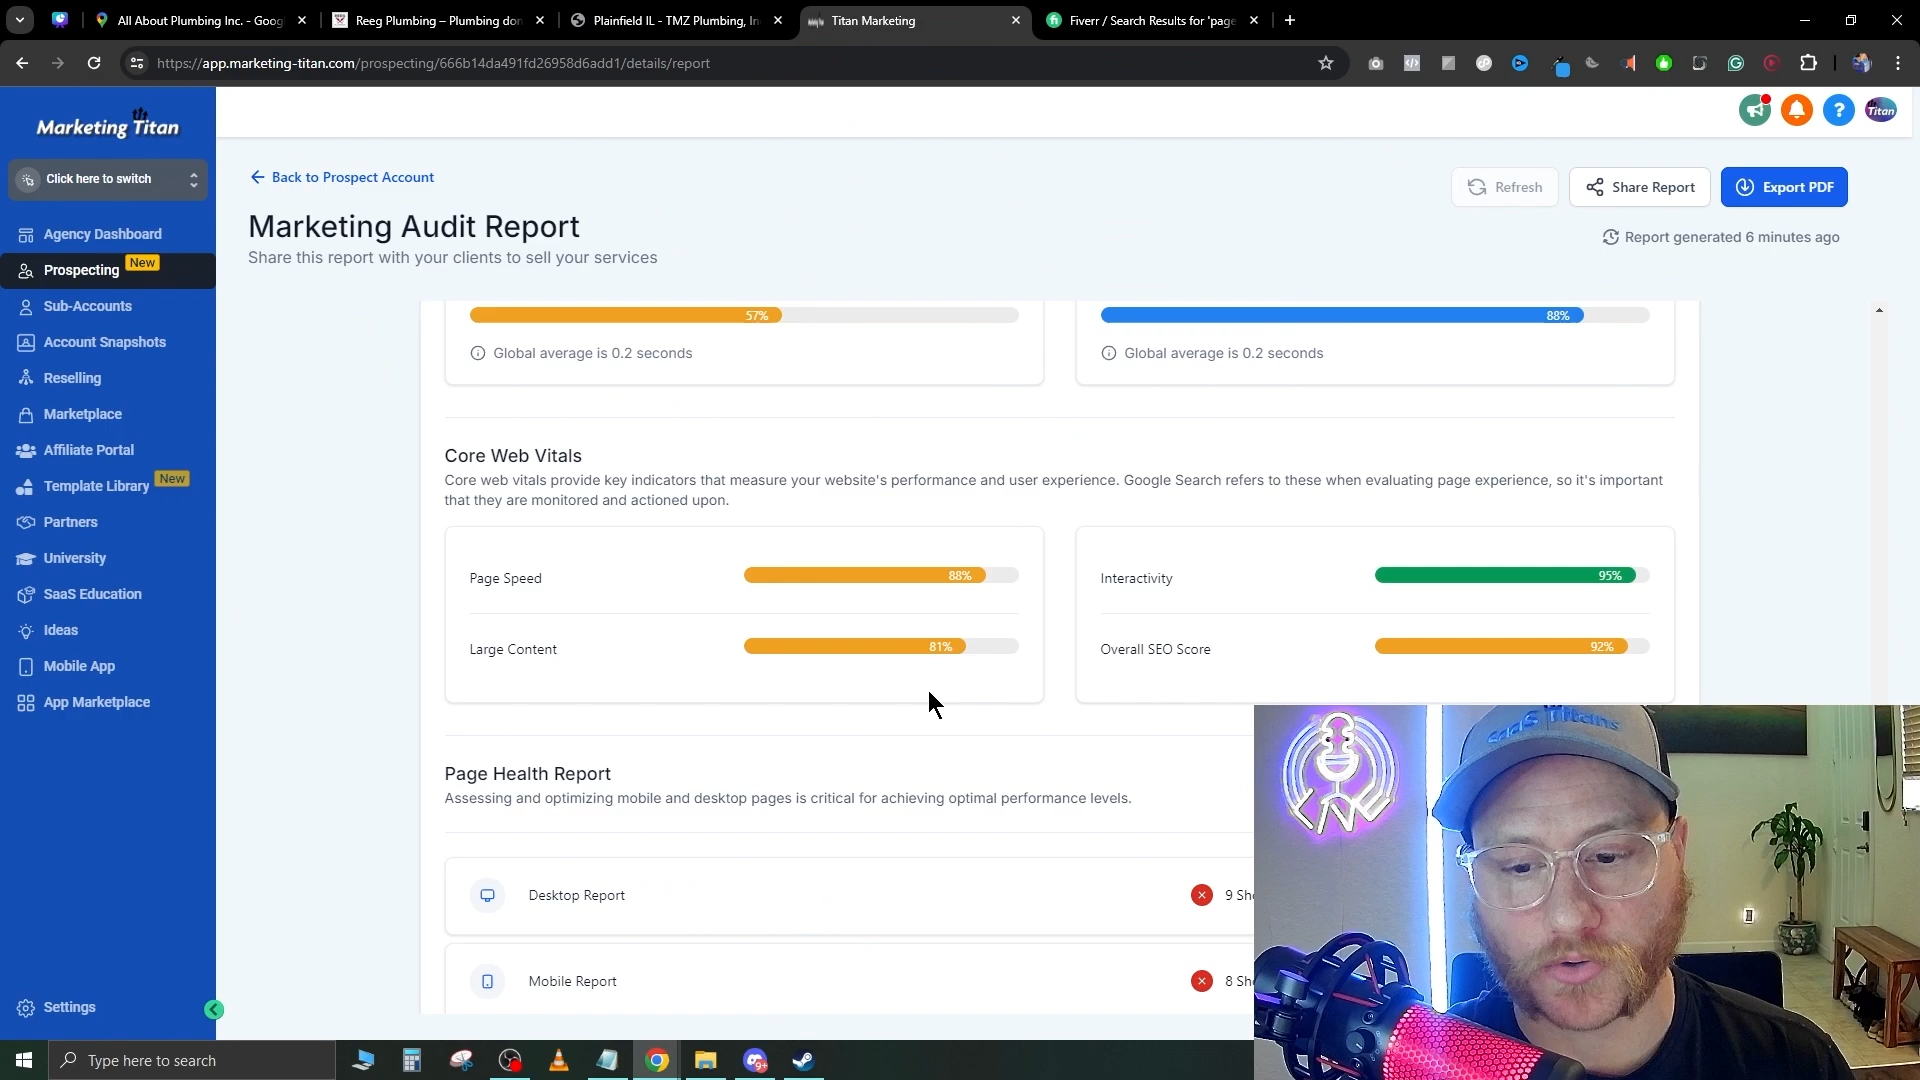 All About Plumbing Inc. - Goog
Reeg Plumbing – Plumbing don
Plainfield IL - TMZ Plumbing, In
Titan Marketing
Fiverr / Search Results for 'page
https://app.marketing-titan.com/prospecting/666b14da491fd26958d6add1/details/report
Marketing Titan
Titan
Click here to switch
Back to Prospect Account
Refresh
Share Report
Export PDF
Marketing Audit Report
Report generated 6 minutes ago
Share this report with your clients to sell your services
Agency Dashboard
Prospecting New
Sub-Accounts
Account Snapshots
Reselling
Marketplace
Affiliate Portal
Template Library New
Partners
University
SaaS Education
Ideas
Mobile App
App Marketplace
Settings
57%
88%
Global average is 0.2 seconds
Global average is 0.2 seconds
Core Web Vitals
Core web vitals provide key indicators that measure your website's performance and user experience. Google Search refers to these when evaluating page experience, so it's important
that they are monitored and actioned upon.
Page Speed 88%
Interactivity 95%
Large Content 81%
Overall SEO Score 92%
Page Health Report
Assessing and optimizing mobile and desktop pages is critical for achieving optimal performance levels.
Desktop Report 9 Sho
Mobile Report 8 Sho
SaaS Titans
Type here to search